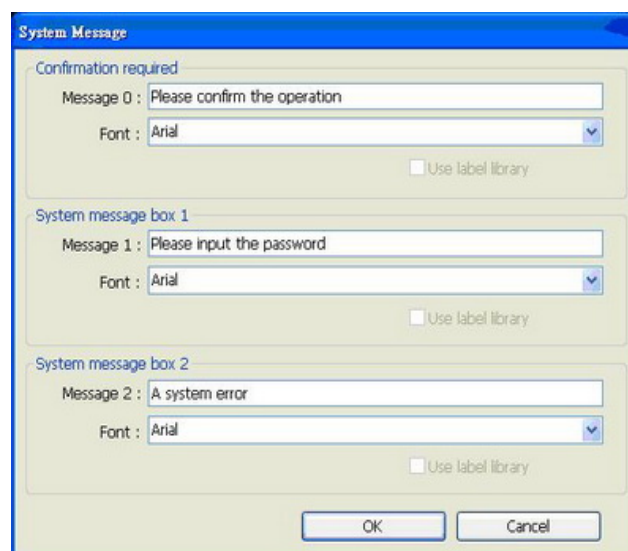 System Message
Confirmation required
Message 0 : Please confirm the operation
Font : Arial
Use label library
System message box 1
Message 1 : Please input the password
Font : Arial
Use label library
System message box 2
Message 2 : A system error
Font : Arial
Use label library
OK Cancel